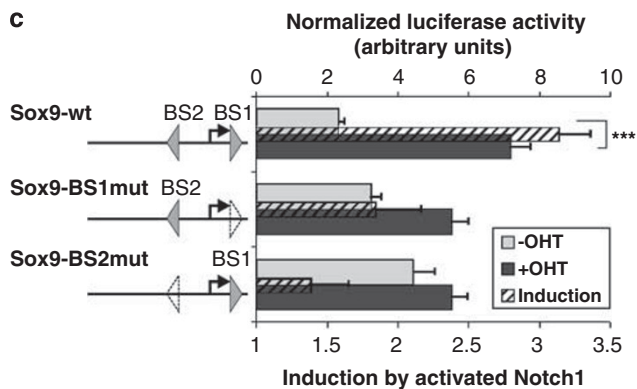 c
Normalized luciferase activity
(arbitrary units)
0 2 4 6 8 10
Sox9-wt
BS2 BS1
***
Sox9-BS1mut
BS2
Sox9-BS2mut
BS1
-OHT
+OHT
Induction
1 1.5 2 2.5 3 3.5
Induction by activated Notch1